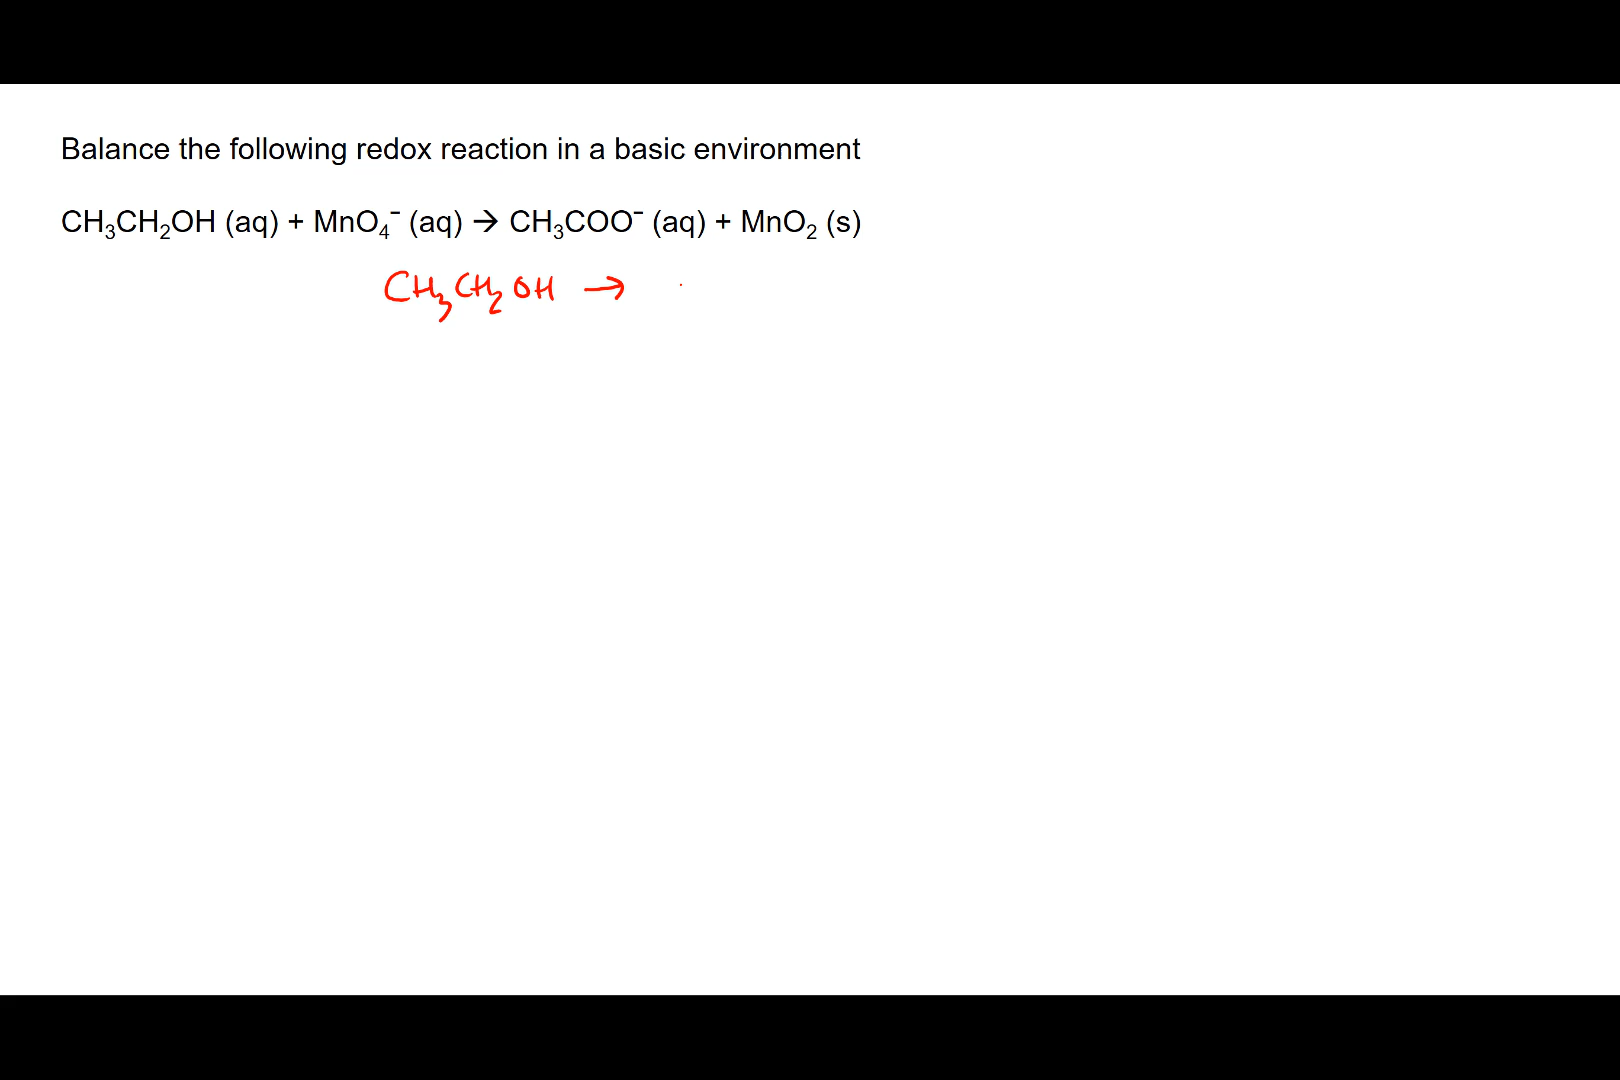 Balance the following redox reaction in a basic environment
CH₃CH₂OH (aq) + MnO₄⁻ (aq) → CH₃COO⁻ (aq) + MnO₂ (s)
CH₃CH₂OH →